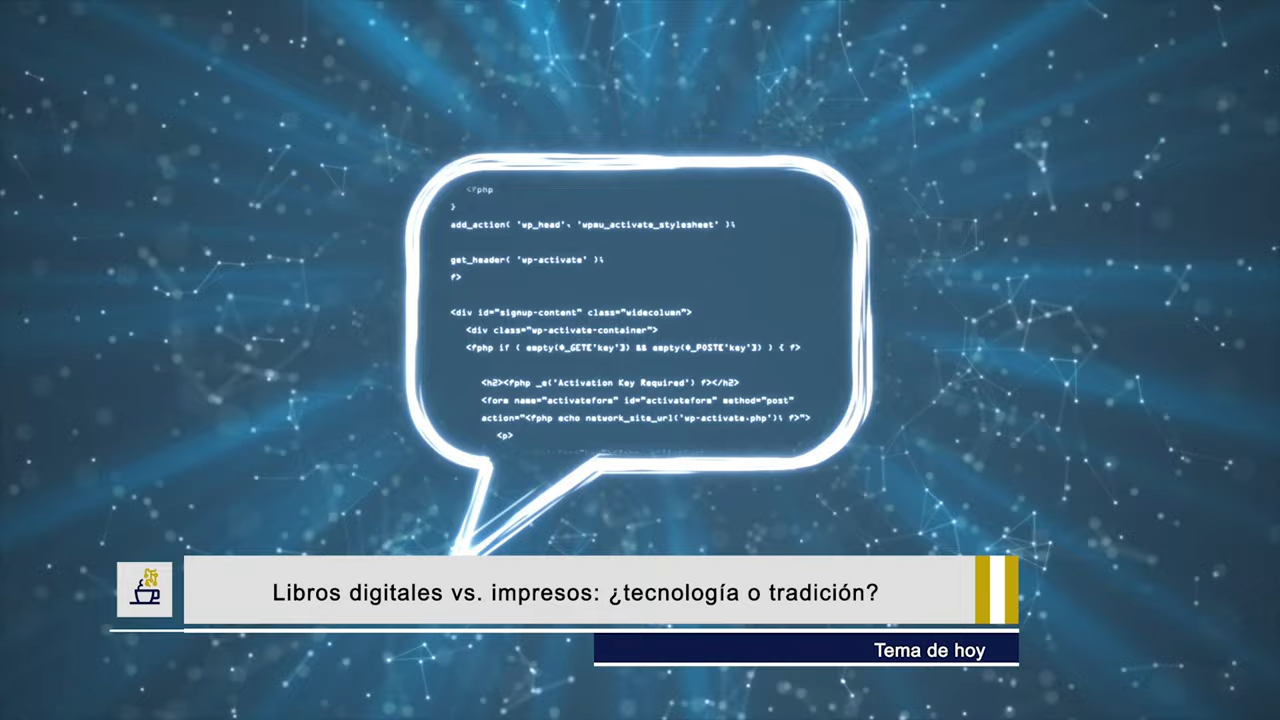 <?php
}
add_action( 'wp_head', 'wpmu_activate_stylesheet' );
get_header( 'wp-activate' );
?>
<div id="signup-content" class="widecolumn">
<div class="wp-activate-container">
<?php if ( empty($_GET['key']) && empty($_POST['key']) ) { ?>
<h2><?php _e('Activation Key Required') ?></h2>
<form name="activateform" id="activateform" method="post"
action="<?php echo network_site_url('wp-activate.php'); ?>">
<p>
Libros digitales vs. impresos: ¿tecnología o tradición?
Tema de hoy